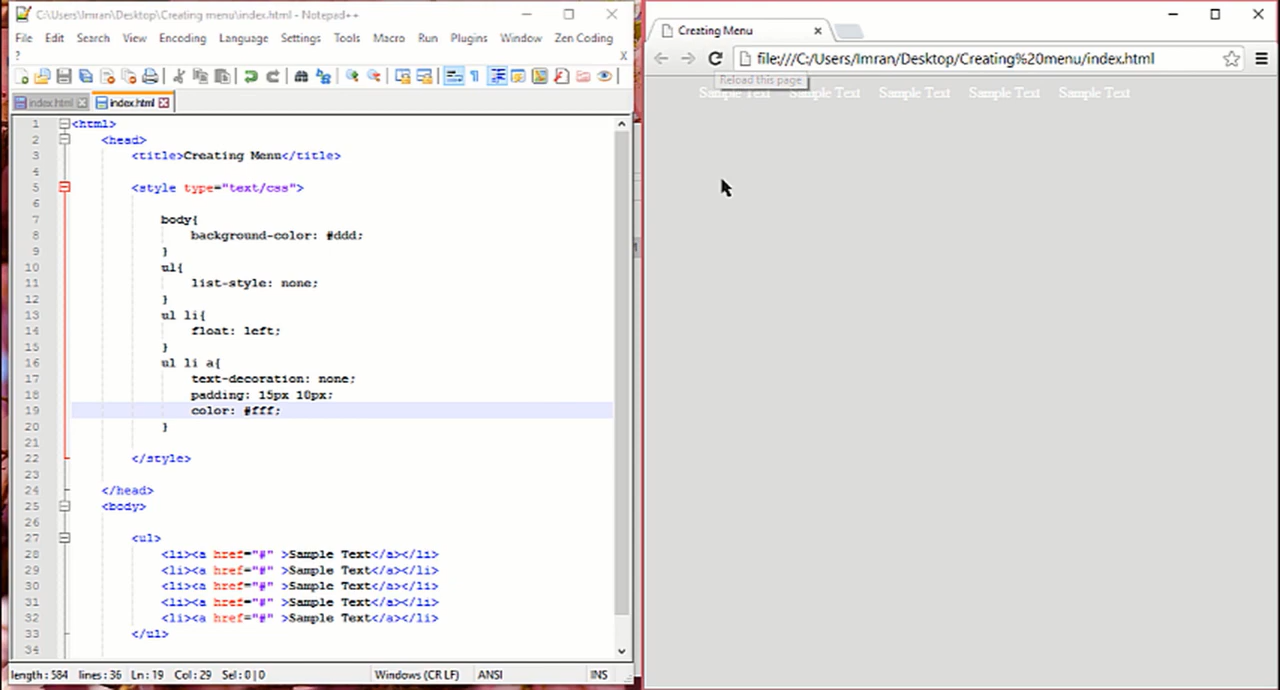 C:\Users\Imran\Desktop\Creating menu\index.html - Notepad++
File Edit Search View Encoding Language Settings Tools Macro Run Plugins Window Zen Coding
? X
index.html index.html
1 <html>
2 <head>
3 <title>Creating Menu</title>
4
5 <style type="text/css">
6
7 body{
8 background-color: #ddd;
9 }
10 ul{
11 list-style: none;
12 }
13 ul li{
14 float: left;
15 }
16 ul li a{
17 text-decoration: none;
18 padding: 15px 10px;
19 color: #fff;
20 }
21
22 </style>
23
24 </head>
25 <body>
26
27 <ul>
28 <li><a href="#" >Sample Text</a></li>
29 <li><a href="#" >Sample Text</a></li>
30 <li><a href="#" >Sample Text</a></li>
31 <li><a href="#" >Sample Text</a></li>
32 <li><a href="#" >Sample Text</a></li>
33 </ul>
34
length : 584 lines : 36 Ln : 19 Col : 29 Sel : 0 | 0 Windows (CR LF) ANSI INS
Creating Menu
file:///C:/Users/Imran/Desktop/Creating%20menu/index.html
Reload this page
Sample Text Sample Text Sample Text Sample Text Sample Text